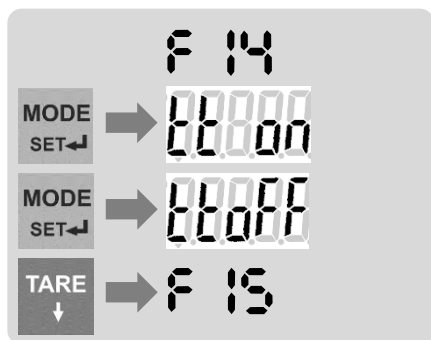 F 14
MODE
SET↵
tt on
MODE
SET↵
ttoFF
TARE
↓
F 15